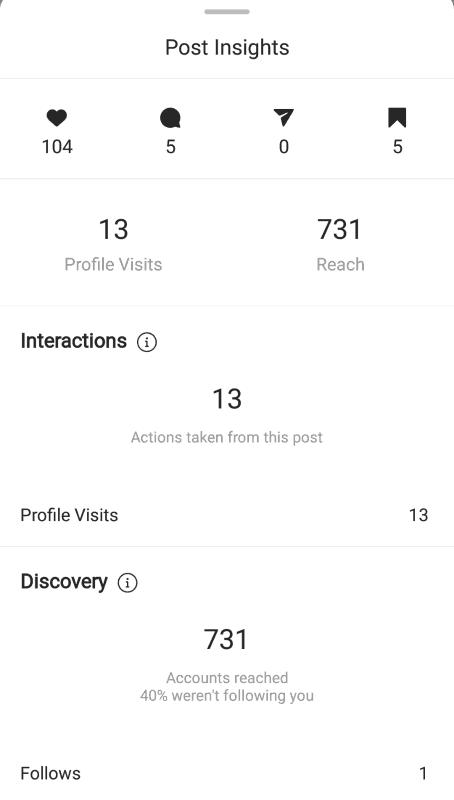 Post Insights
104 5 0 5
13 731
Profile Visits Reach
Interactions
13
Actions taken from this post
Profile Visits 13
Discovery
731
Accounts reached
40% weren't following you
Follows 1